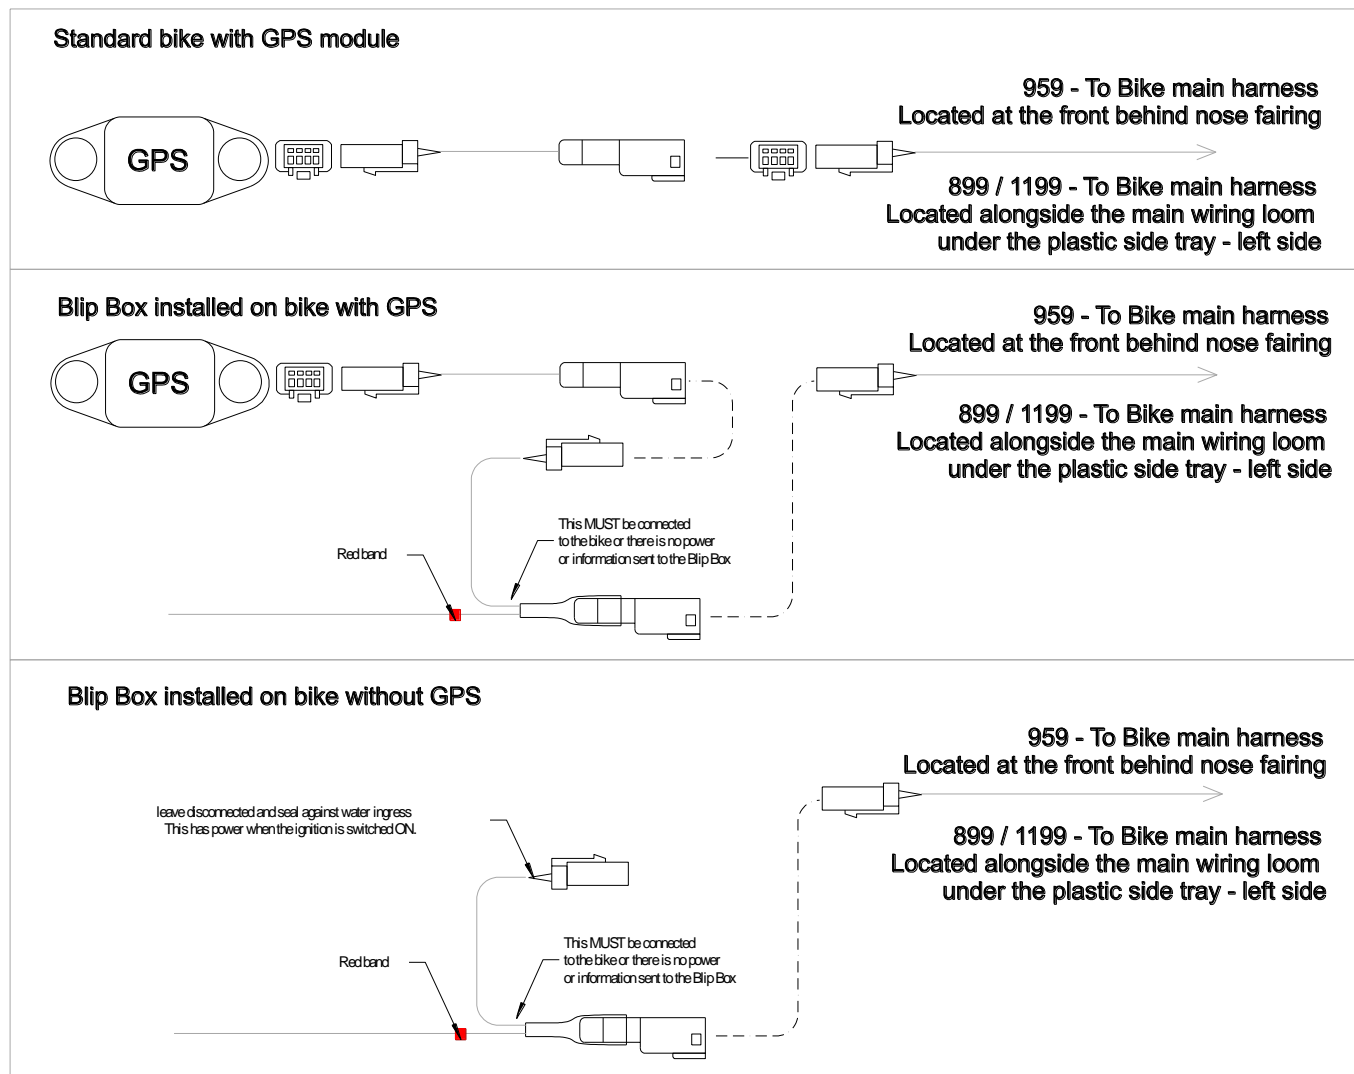 Standard bike with GPS module
GPS
959 - To Bike main harness
Located at the front behind nose fairing
899 / 1199 - To Bike main harness
Located alongside the main wiring loom
under the plastic side tray - left side
Blip Box installed on bike with GPS
GPS
959 - To Bike main harness
Located at the front behind nose fairing
899 / 1199 - To Bike main harness
Located alongside the main wiring loom
under the plastic side tray - left side
This MUST be connected
to the bike or there is no power
or information sent to the Blip Box
Red band
Blip Box installed on bike without GPS
959 - To Bike main harness
Located at the front behind nose fairing
899 / 1199 - To Bike main harness
Located alongside the main wiring loom
under the plastic side tray - left side
leave disconnected and seal against water ingress
This has power when the ignition is switched ON.
This MUST be connected
to the bike or there is no power
or information sent to the Blip Box
Red band